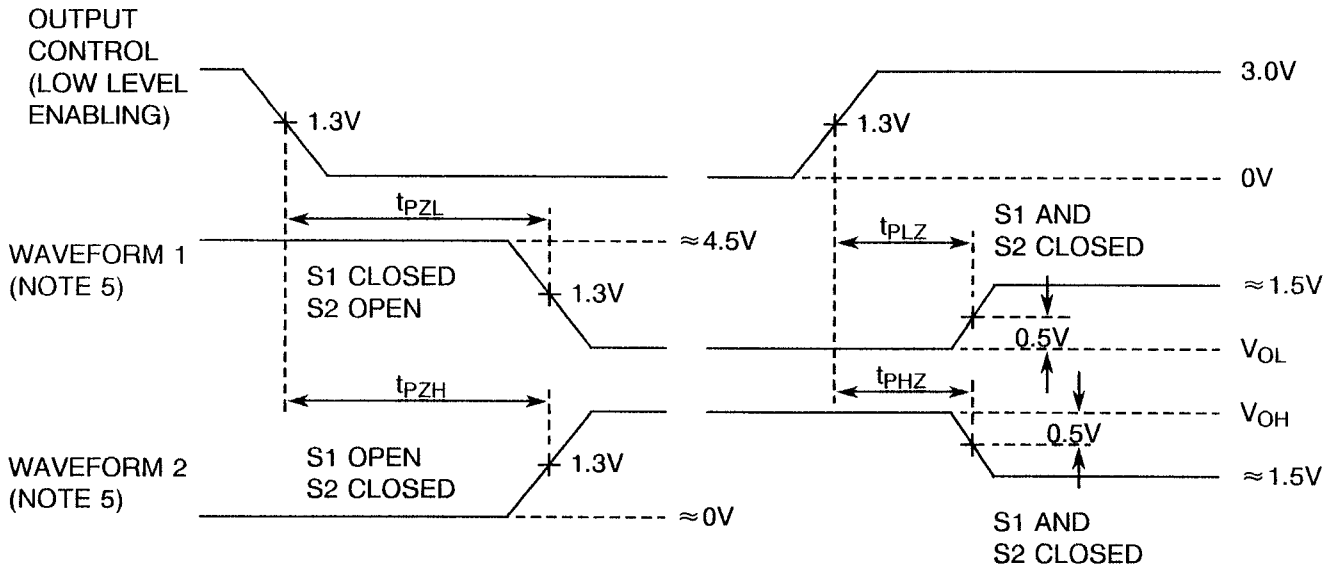 OUTPUT
CONTROL
(LOW LEVEL
ENABLING)
1.3V
1.3V
3.0V
0V
tPZL
tPLZ
S1 AND
S2 CLOSED
WAVEFORM 1
(NOTE 5)
S1 CLOSED
S2 OPEN
≈4.5V
1.3V
≈1.5V
0.5V
VOL
tPZH
tPHZ
VOH
0.5V
WAVEFORM 2
(NOTE 5)
S1 OPEN
S2 CLOSED
1.3V
≈1.5V
≈0V
S1 AND
S2 CLOSED